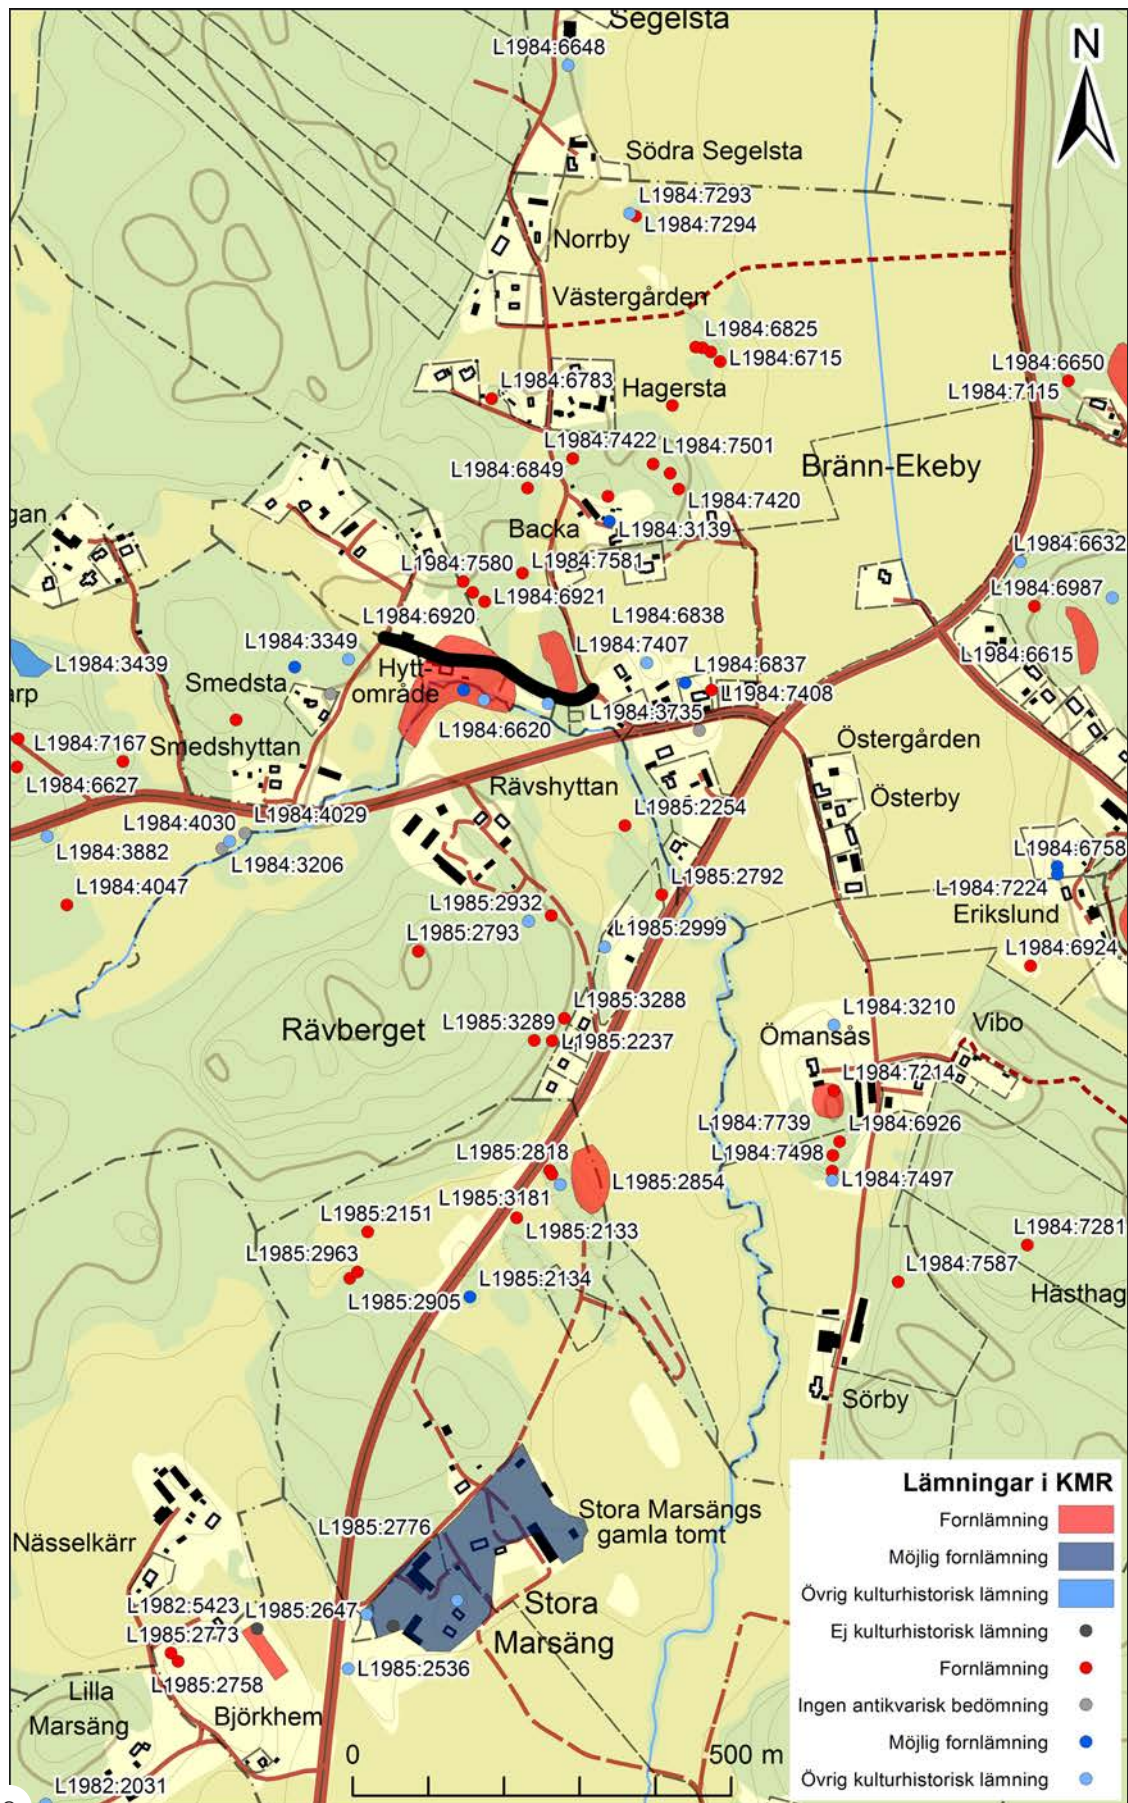 Segelsta
L1984:6648
N
Södra Segelsta
L1984:7293
L1984:7294
Norrby
Västergården
L1984:6825
L1984:6715
L1984:6650
L1984:7115
L1984:6783
Hagersta
L1984:7422
L1984:7501
L1984:6849
Bränn-Ekeby
L1984:7420
gan
Backa
L1984:3139
L1984:6632
L1984:7580
L1984:7581
L1984:6987
L1984:6921
L1984:6920
L1984:6838
L1984:3349
L1984:7407
L1984:3439
Hytt-
område
L1984:6837
L1984:6615
Smedsta
arp
L1984:7408
L1984:3735
L1984:6620
L1984:7167
Smedshyttan
Östergården
L1984:6627
Rävshyttan
Österby
L1984:4029
L1985:2254
L1984:4030
L1984:3882
L1984:3206
L1984:6758
L1984:4047
L1985:2792
L1984:7224
L1985:2932
Erikslund
L1985:2793
L1985:2999
L1984:6924
L1985:3288
L1984:3210
Rävberget
L1985:3289
Vibo
Ömansås
L1985:2237
L1984:7214
L1984:7739
L1984:6926
L1985:2818
L1984:7498
L1985:2854
L1984:7497
L1985:3181
L1985:2151
L1985:2133
L1984:7281
L1985:2963
L1984:7587
L1985:2134
L1985:2905
Hästhag
Sörby
Lämningar i KMR
Fornlämning
Möjlig fornlämning
Övrig kulturhistorisk lämning
Ej kulturhistorisk lämning
Fornlämning
Ingen antikvarisk bedömning
Möjlig fornlämning
Övrig kulturhistorisk lämning
Stora Marsängs
gamla tomt
L1985:2776
Nässelkärr
L1982:5423
L1985:2647
Stora
Marsäng
L1985:2773
L1985:2536
L1985:2758
Lilla
Marsäng
Björkhem
0
500 m
L1982:2031